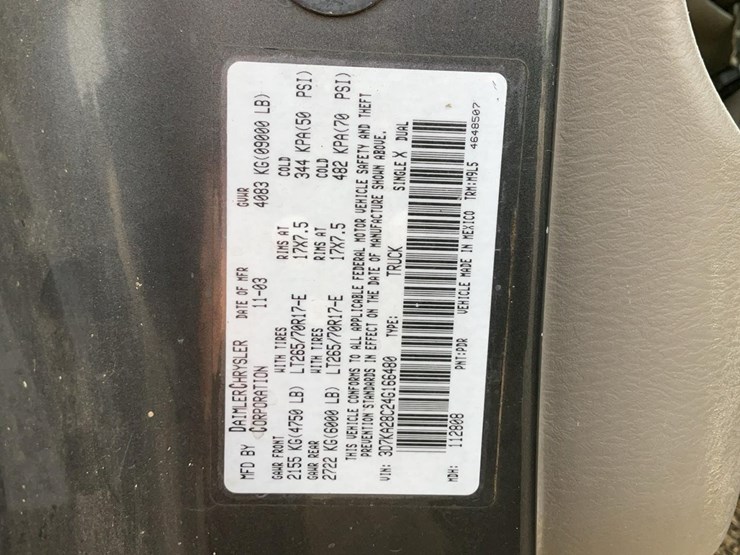 MFD BY DAIMLERCHRYSLER CORPORATION DATE OF MFR 11-03 GVWR 4083 KG(09000 LB)
GAWR FRONT WITH TIRES RIMS AT COLD
2155 KG(4750 LB) LT265/70R17-E 17X7.5 344 KPA(50 PSI)
GAWR REAR WITH TIRES RIMS AT COLD
2722 KG(6000 LB) LT265/70R17-E 17X7.5 482 KPA(70 PSI)
THIS VEHICLE CONFORMS TO ALL APPLICABLE FEDERAL MOTOR VEHICLE SAFETY AND THEFT
PREVENTION STANDARDS IN EFFECT ON THE DATE OF MANUFACTURE SHOWN ABOVE.
VIN: 3D7KA28C24G166480 TYPE: TRUCK SINGLE X DUAL
MDH: 112808 PNT:PDR VEHICLE MADE IN MEXICO TRM:M9L5 4648507